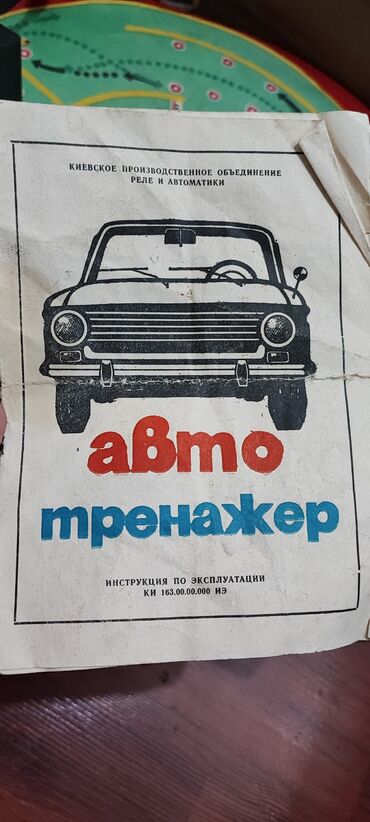 КИЕВСКОЕ ПРОИЗВОДСТВЕННОЕ ОБЪЕДИНЕНИЕ
РЕЛЕ И АВТОМАТИКИ
авто
тренажер
ИНСТРУКЦИЯ ПО ЭКСПЛУАТАЦИИ
КИ 163.00.00.000 ИЭ